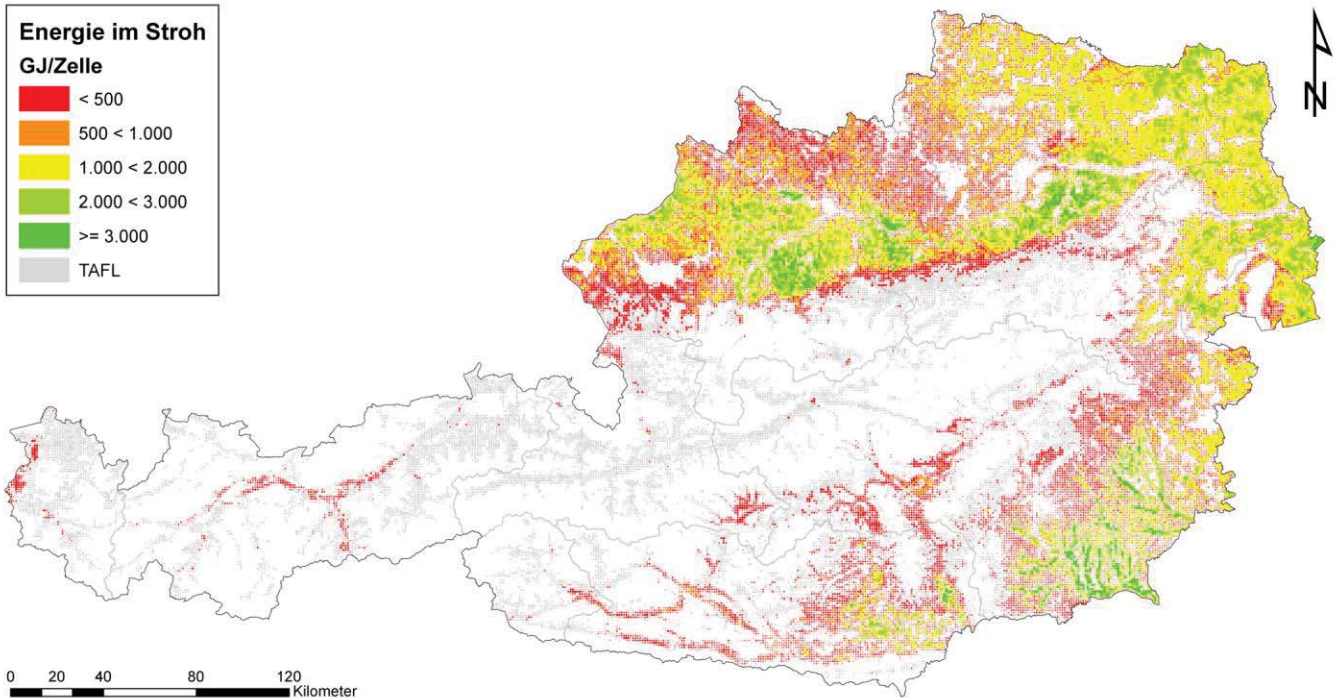 Energie im Stroh
GJ/Zelle
< 500
500 < 1.000
1.000 < 2.000
2.000 < 3.000
>= 3.000
TAFL
N
0 20 40 80 120
Kilometer